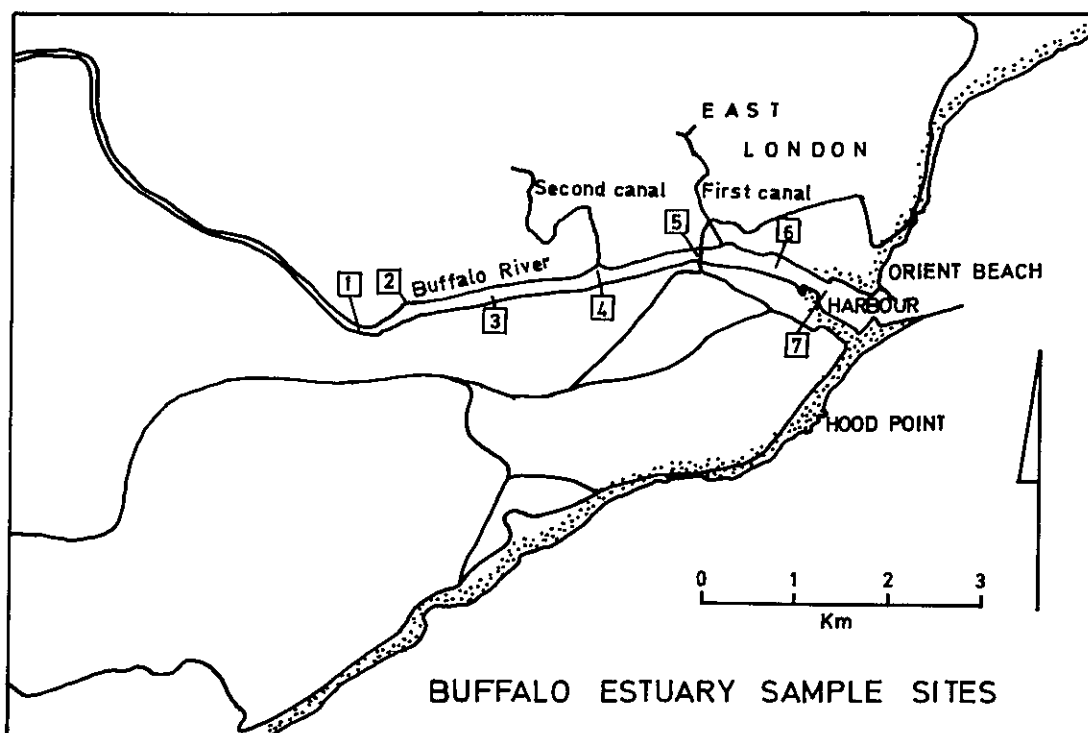 EAST
LONDON
Second canal
First canal
5
6
1
2
Buffalo River
3
4
ORIENT BEACH
HARBOUR
7
HOOD POINT
0 1 2 3
Km
BUFFALO ESTUARY SAMPLE SITES